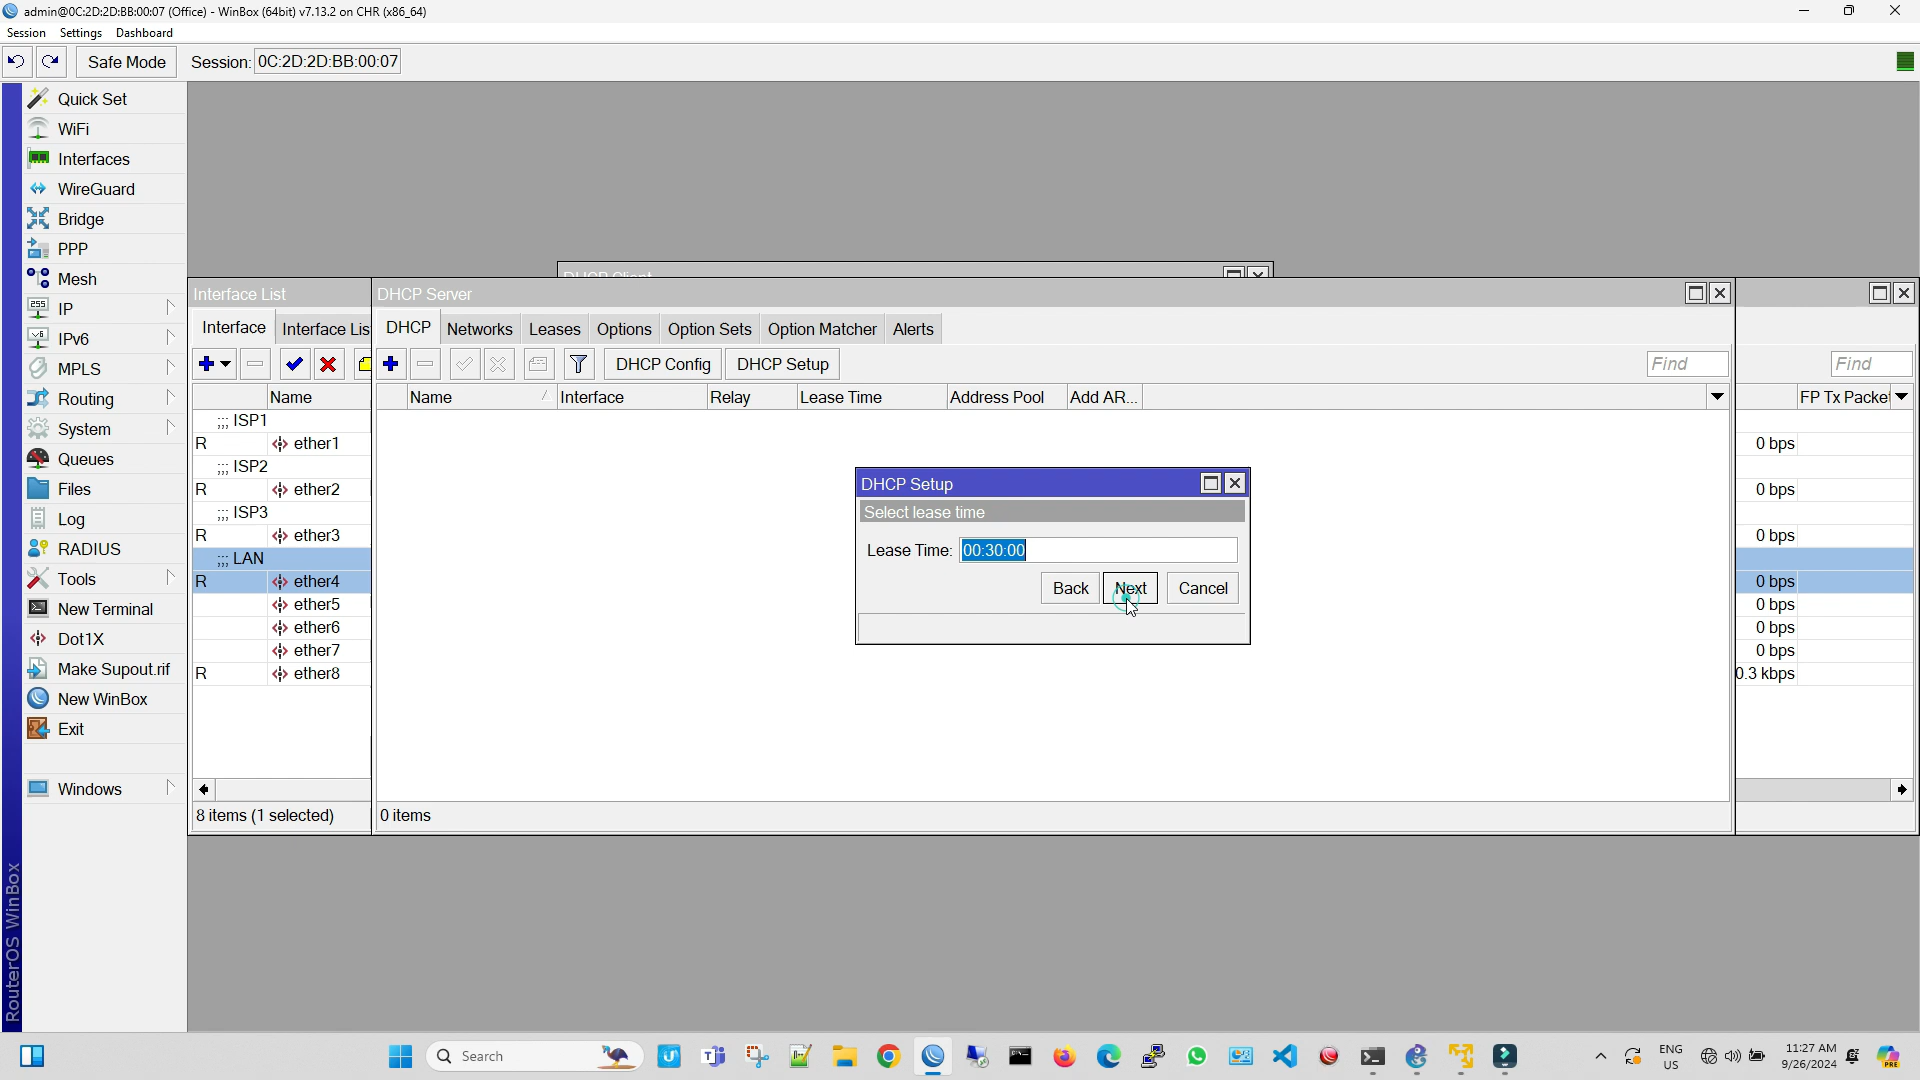 admin@0C:2D:2D:BB:00:07 (Office) - WinBox (64bit) v7.13.2 on CHR (x86_64)
Session Settings Dashboard
Safe Mode Session: 0C:2D:2D:BB:00:07
Quick Set
WiFi
Interfaces
WireGuard
Bridge
PPP
Mesh
IP
IPv6
MPLS
Routing
System
Queues
Files
Log
RADIUS
Tools
New Terminal
Dot1X
Make Supout.rif
New WinBox
Exit
Windows
RouterOS WinBox
DHCP Client
Interface List
Interface Interface Lis
Name
;;; ISP1
R ether1
;;; ISP2
R ether2
;;; ISP3
R ether3
;;; LAN
R ether4
ether5
ether6
ether7
R ether8
8 items (1 selected)
DHCP Server
DHCP Networks Leases Options Option Sets Option Matcher Alerts
DHCP Config DHCP Setup Find
Name Interface Relay Lease Time Address Pool Add AR...
0 items
DHCP Setup
Select lease time
Lease Time: 00:30:00
Back Next Cancel
Find
FP Tx Packet
0 bps
0 bps
0 bps
0 bps
0 bps
0 bps
0 bps
0.3 kbps
Search
ENG
US
11:27 AM
9/26/2024
PRE